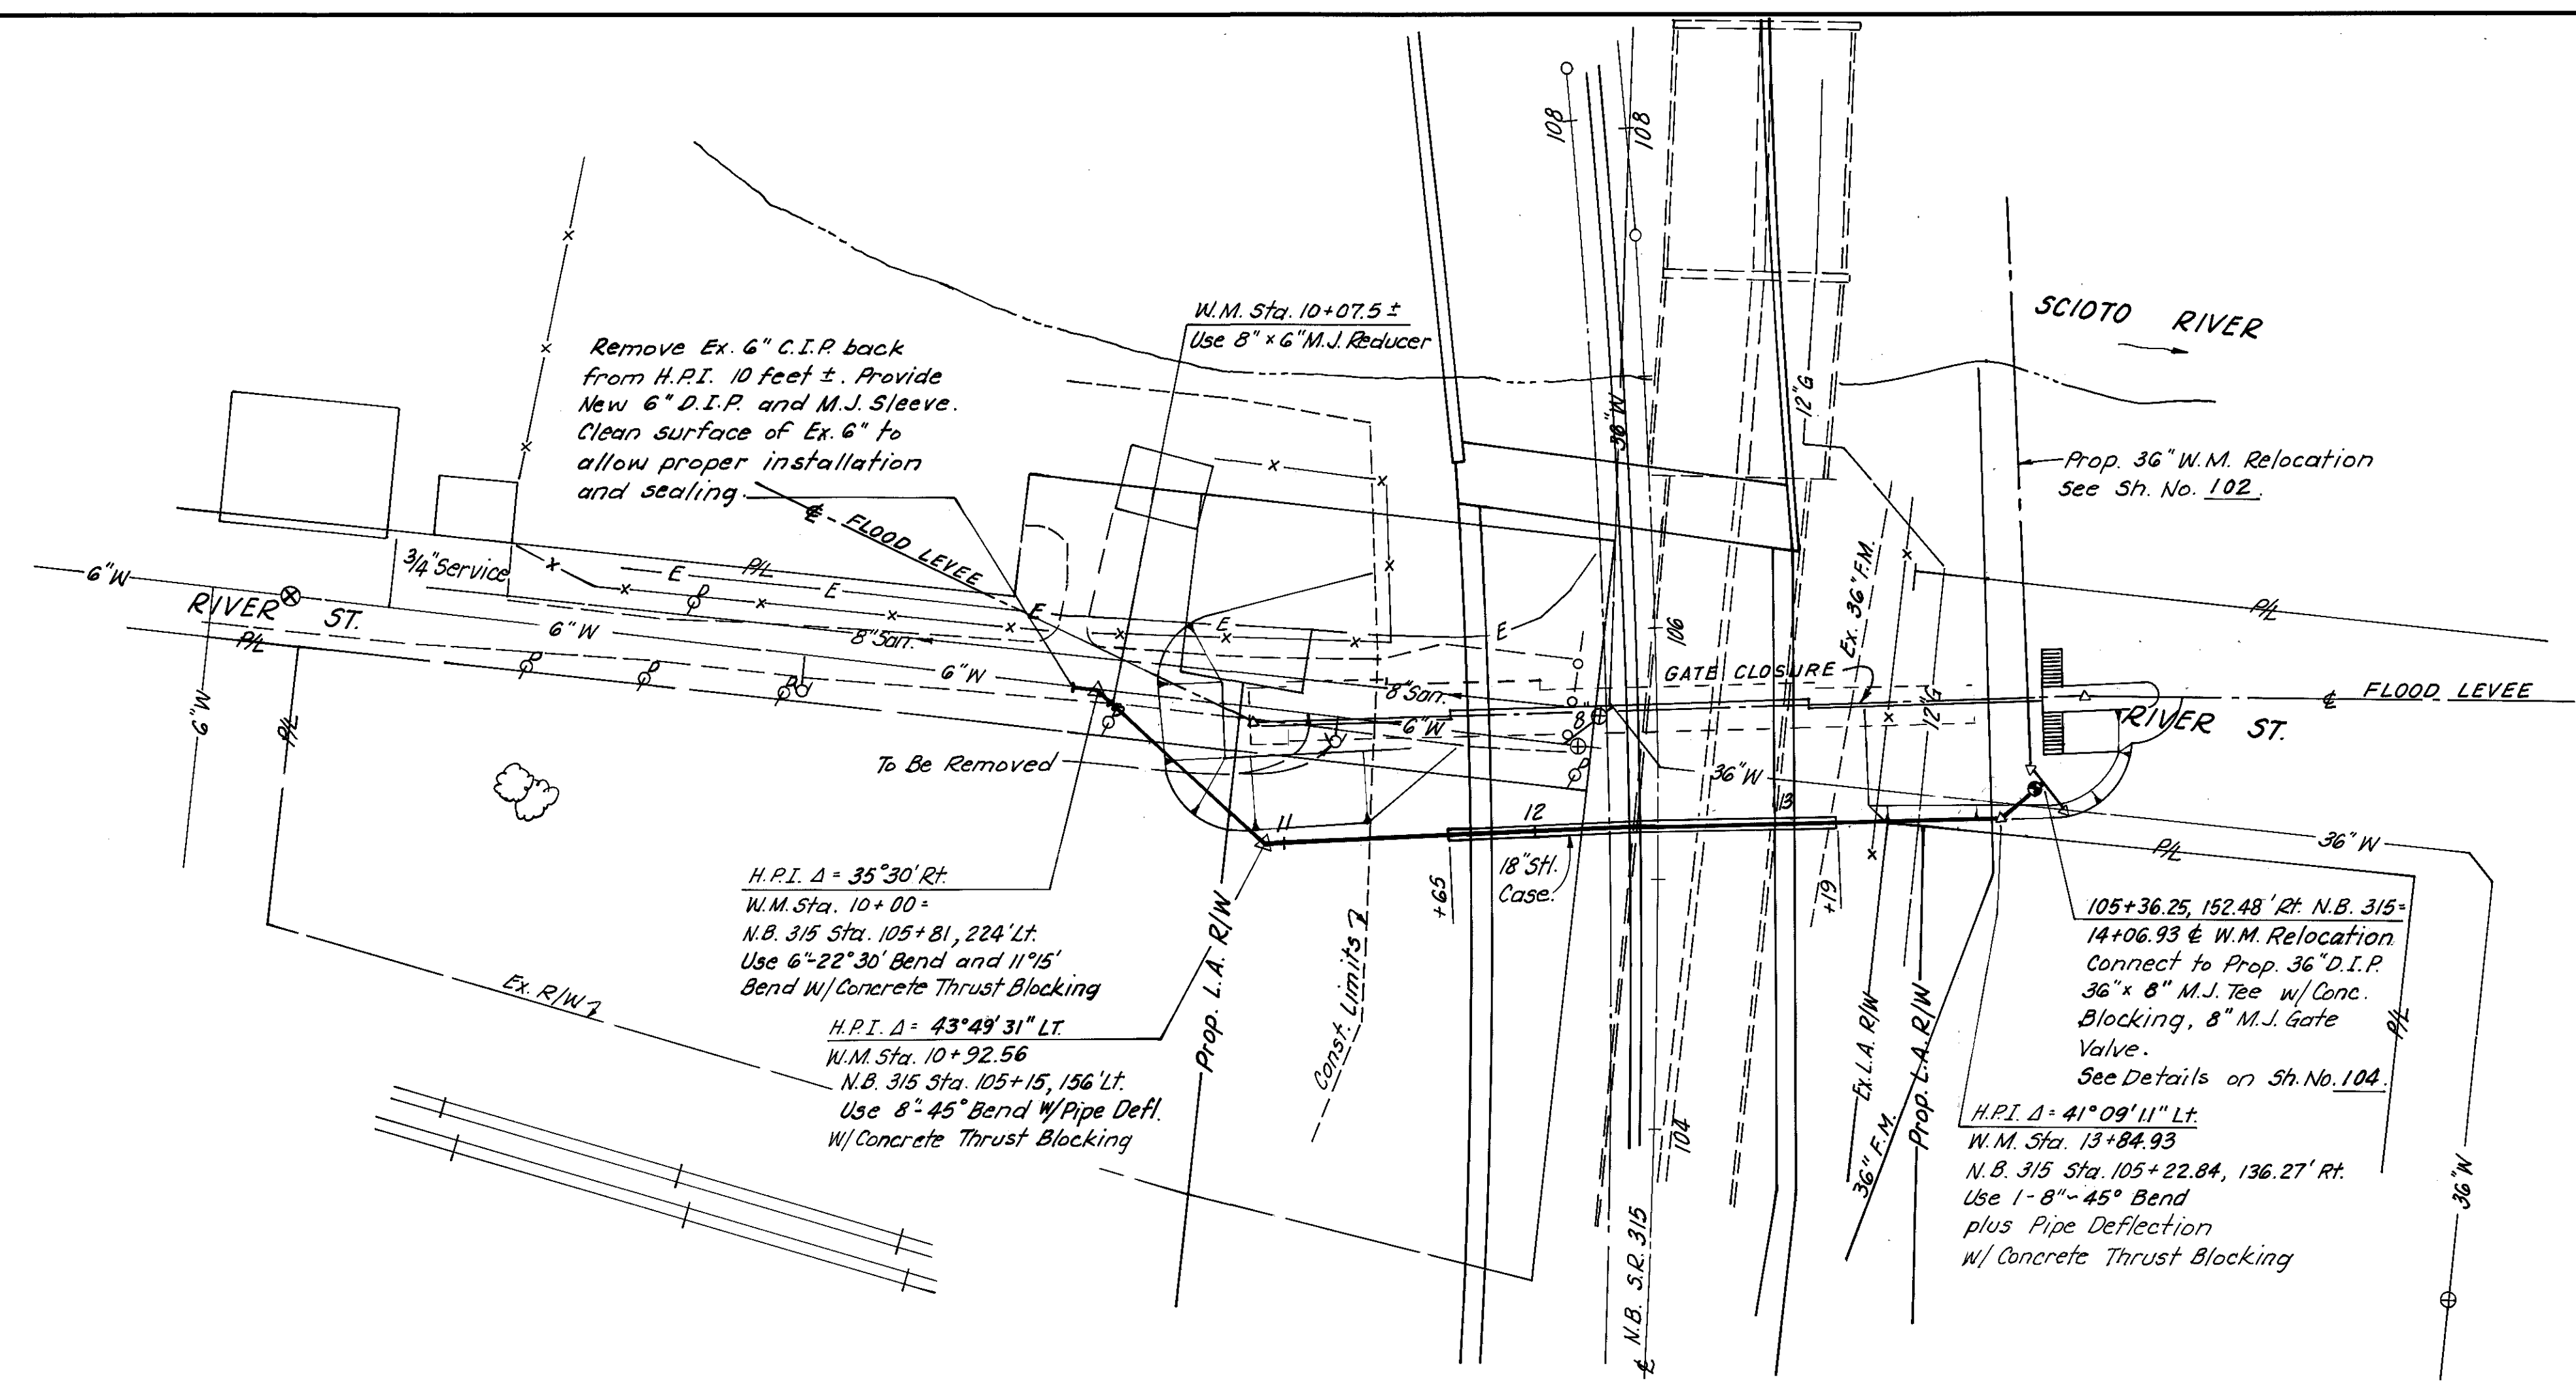 108
108
SCIOTO RIVER
W.M. Sta. 10+07.5 ±
Use 8" x 6" M.J. Reducer
Remove Ex. 6" C.I.P. back
from H.P.I. 10 feet ±. Provide
New 6" D.I.P. and M.J. Sleeve.
Clean surface of Ex. 6" to
allow proper installation
and sealing.
36"W
12"G
Prop. 36" W.M. Relocation
See Sh. No. 102.
℄ - FLOOD LEVEE
6"W
3/4" Service
E
P/L
E
RIVER ST.
P/L
6"W
8" San.
6"W
E
E
E
106
Ex. 36" F.M.
P/L
GATE CLOSURE
8" San.
6"W
8"
12"G
℄ FLOOD LEVEE
RIVER ST.
6"W
P/L
To Be Removed
36"W
11
12
13
18" Stl.
Case.
+65
+19
36" W
P/L
H.P.I. Δ = 35°30' Rt.
W.M. Sta. 10+00 =
N.B. 315 Sta. 105+81, 224' Lt.
Use 6"-22°30' Bend and 11°15'
Bend W/ Concrete Thrust Blocking
H.P.I. Δ = 43°49'31" LT.
W.M. Sta. 10+92.56
N.B. 315 Sta. 105+15, 156' Lt.
Use 8"-45° Bend W/Pipe Defl.
W/ Concrete Thrust Blocking
Ex. R/W
Prop. L.A. R/W
Const. Limits
104
℄ N.B. S.R. 315
Ex. L.A. R/W
36" F.M.
Prop. L.A. R/W
105+36.25, 152.48' Rt. N.B. 315=
14+06.93 ℄ W.M. Relocation
Connect to Prop. 36" D.I.P.
36" x 8" M.J. Tee w/ Conc.
Blocking, 8" M.J. Gate
Valve.
See Details on Sh. No. 104.
P/L
H.P.I. Δ = 41°09'11" Lt.
W.M. Sta. 13+84.93
N.B. 315 Sta. 105+22.84, 136.27' Rt.
Use 1-8"~45° Bend
plus Pipe Deflection
W/ Concrete Thrust Blocking
36"W